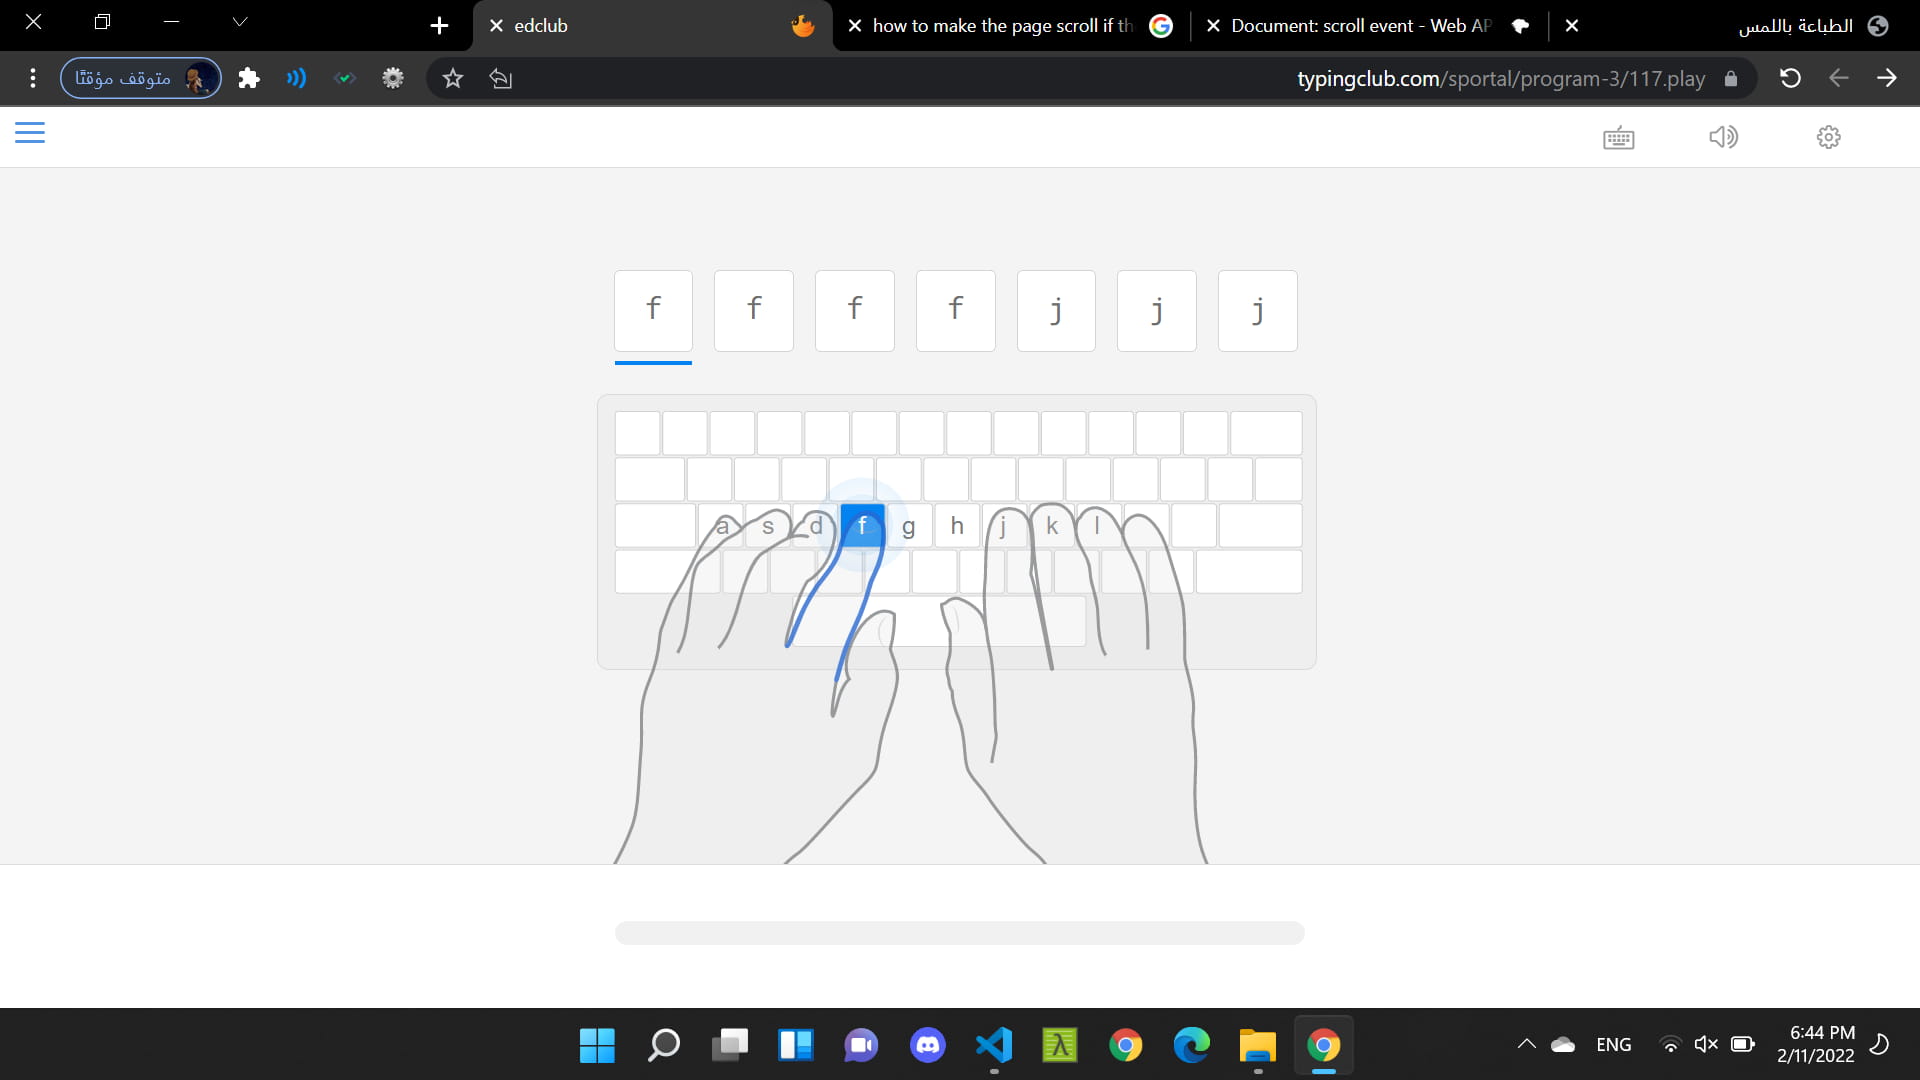 edclub
how to make the page scroll if th
Document: scroll event - Web AP
الطباعة باللمس
متوقف مؤقتًا
typingclub.com/sportal/program-3/117.play
f f f f j j j
a s d f g h j k l
ENG
6:44 PM
2/11/2022